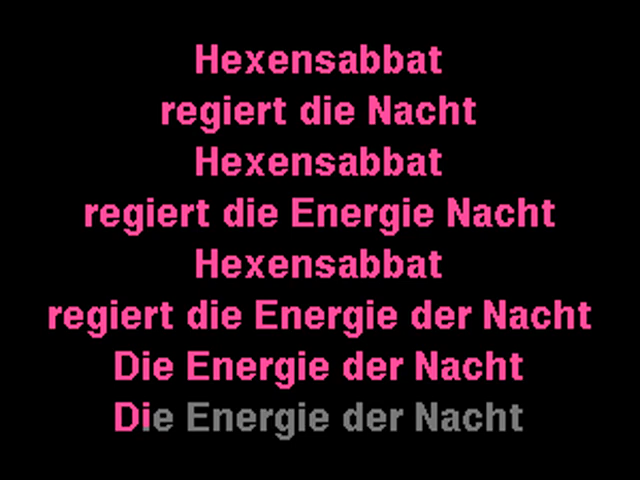 Hexensabbat
regiert die Nacht
Hexensabbat
regiert die Energie Nacht
Hexensabbat
regiert die Energie der Nacht
Die Energie der Nacht
Die Energie der Nacht